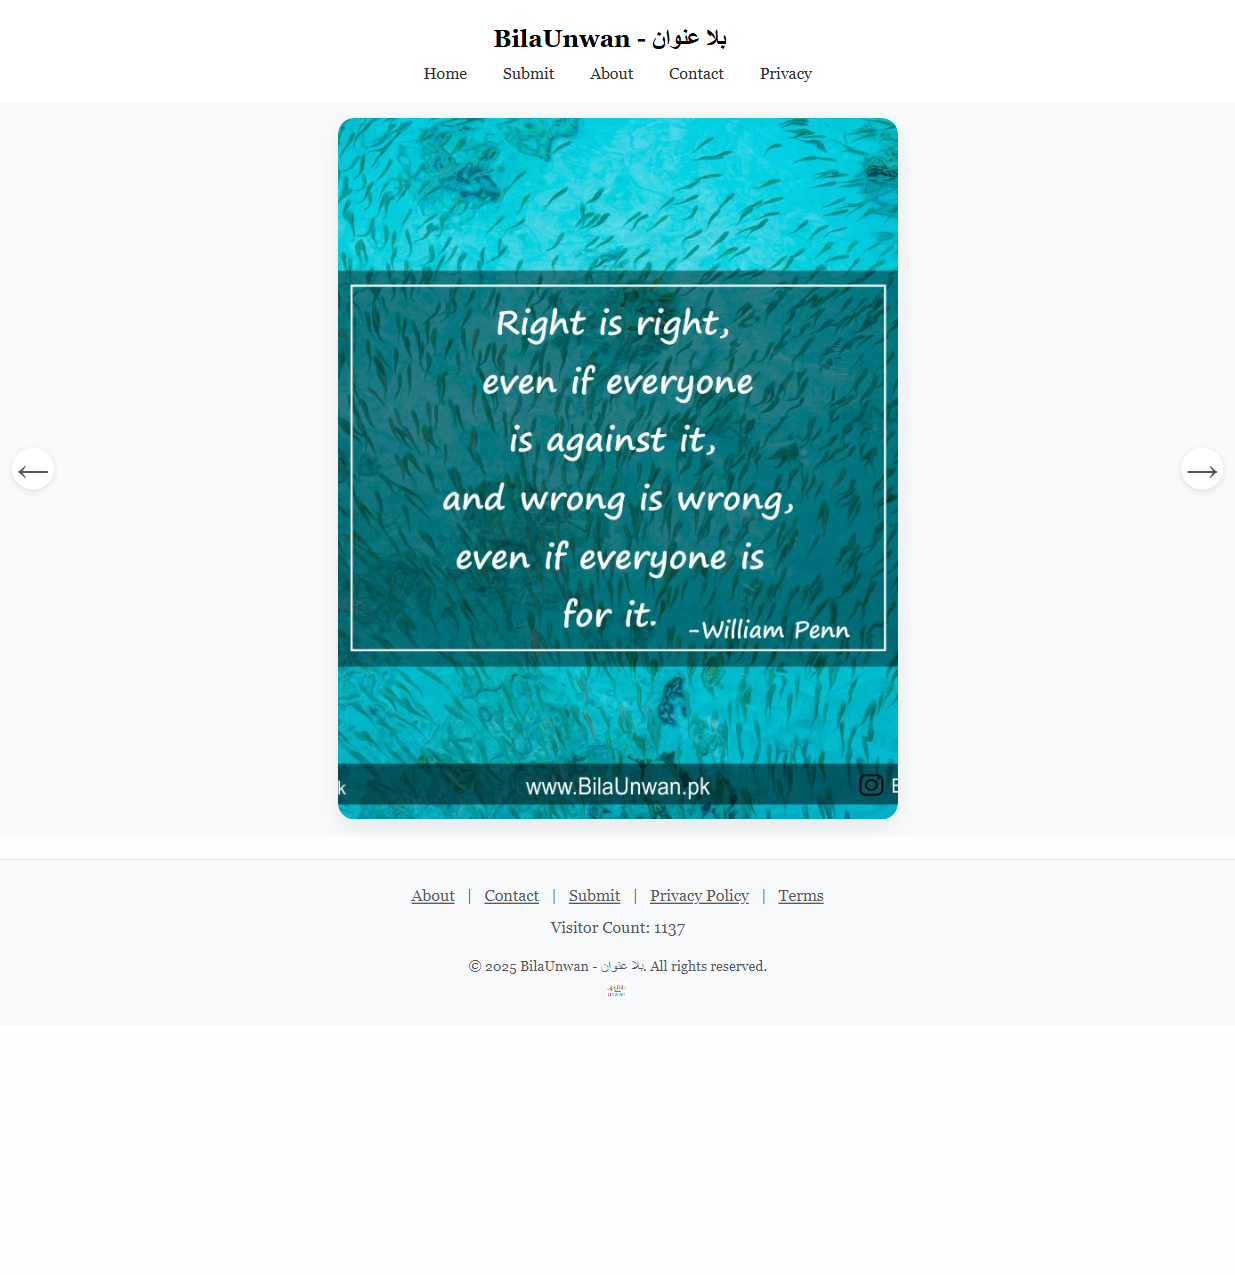 BilaUnwan - بلا عنوان
Home Submit About Contact Privacy
Right is right,
even if everyone
is against it,
and wrong is wrong,
even if everyone is
for it.
-William Penn
k www.BilaUnwan.pk
← →
About | Contact | Submit | Privacy Policy | Terms
Visitor Count: 1137
© 2025 BilaUnwan - بلا عنوان. All rights reserved.